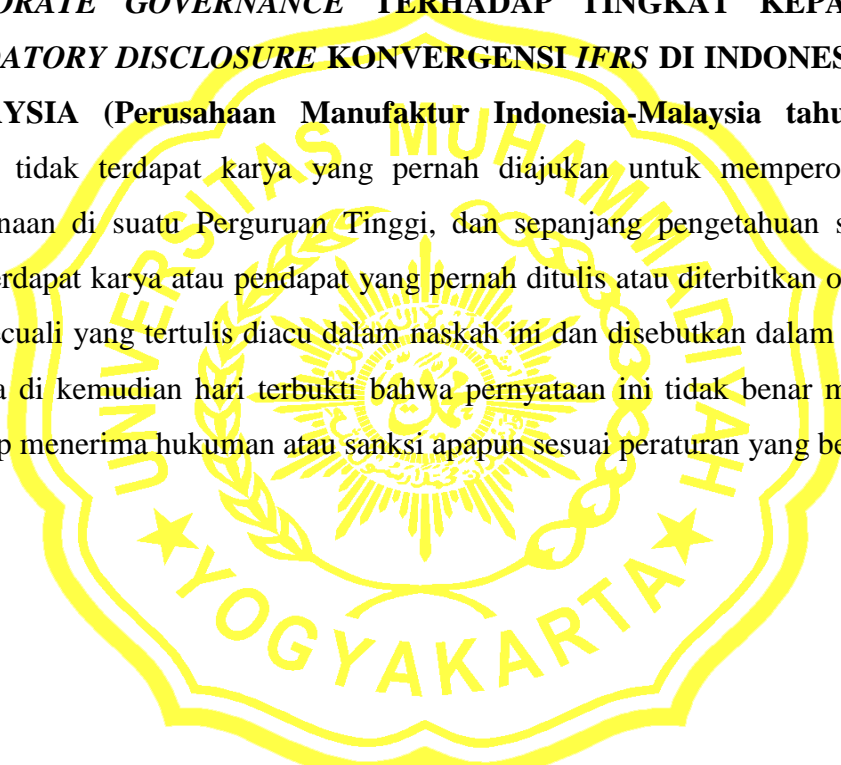 ORATE GOVERNANCE TERHADAP TINGKAT KEPA
DATORY DISCLOSURE KONVERGENSI IFRS DI INDONES
AYSIA (Perusahaan Manufaktur Indonesia-Malaysia tahu
tidak terdapat karya yang pernah diajukan untuk mempero
naan di suatu Perguruan Tinggi, dan sepanjang pengetahuan s
erdapat karya atau pendapat yang pernah ditulis atau diterbitkan o
ecuali yang tertulis diacu dalam naskah ini dan disebutkan dalam
a di kemudian hari terbukti bahwa pernyataan ini tidak benar m
p menerima hukuman atau sanksi apapun sesuai peraturan yang be
UNIVERSITAS MUHAMMADIYAH
YOGYAKARTA